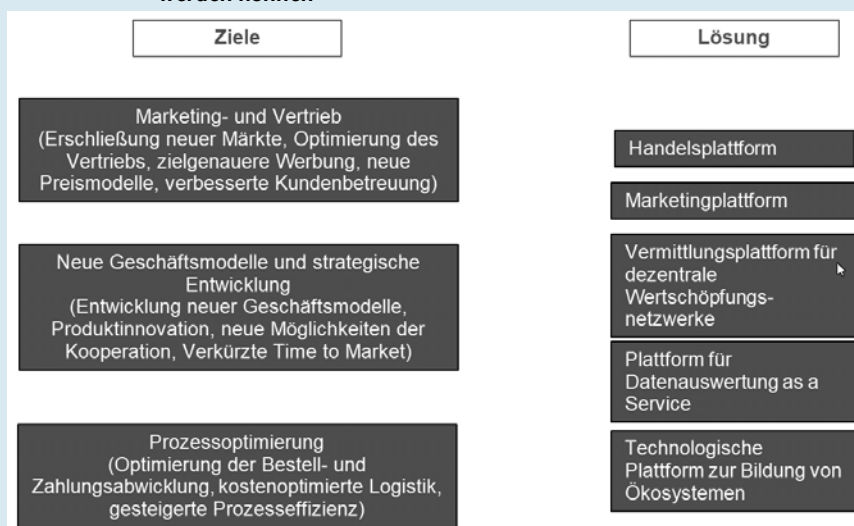 werden können
Ziele
Lösung
Marketing- und Vertrieb
(Erschließung neuer Märkte, Optimierung des
Vertriebs, zielgenauere Werbung, neue
Preismodelle, verbesserte Kundenbetreuung)
Neue Geschäftsmodelle und strategische
Entwicklung
(Entwicklung neuer Geschäftsmodelle,
Produktinnovation, neue Möglichkeiten der
Kooperation, Verkürzte Time to Market)
Prozessoptimierung
(Optimierung der Bestell- und
Zahlungsabwicklung, kostenoptimierte Logistik,
gesteigerte Prozesseffizienz)
Handelsplattform
Marketingplattform
Vermittlungsplattform für
dezentrale
Wertschöpfungs-
netzwerke
Plattform für
Datenauswertung as a
Service
Technologische
Plattform zur Bildung von
Ökosystemen